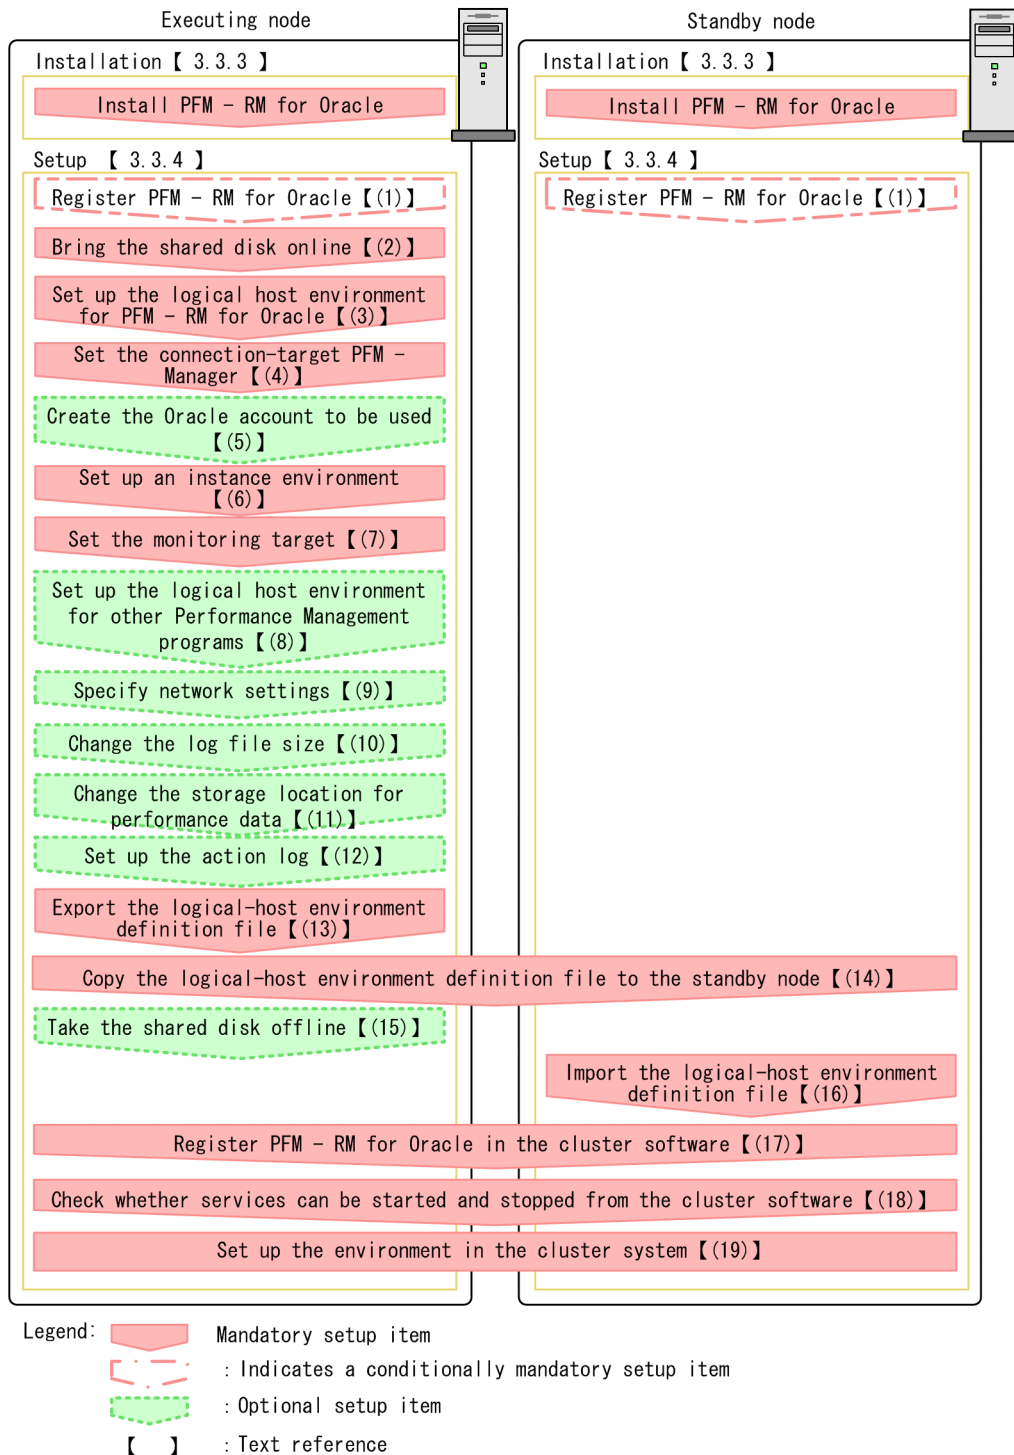 Executing node
Standby node
Installation【 3.3.3 】
Installation【 3.3.3 】
Install PFM - RM for Oracle
Install PFM - RM for Oracle
Setup 【 3.3.4 】
Setup【 3.3.4 】
Register PFM - RM for Oracle【(1)】
Register PFM - RM for Oracle【(1)】
Bring the shared disk online【(2)】
Set up the logical host environment
for PFM - RM for Oracle【(3)】
Set the connection-target PFM -
Manager【(4)】
Create the Oracle account to be used
【(5)】
Set up an instance environment
【(6)】
Set the monitoring target【(7)】
Set up the logical host environment
for other Performance Management
programs【(8)】
Specify network settings【(9)】
Change the log file size【(10)】
Change the storage location for
performance data【(11)】
Set up the action log【(12)】
Export the logical-host environment
definition file【(13)】
Copy the logical-host environment definition file to the standby node【(14)】
Take the shared disk offline【(15)】
Import the logical-host environment
definition file【(16)】
Register PFM - RM for Oracle in the cluster software【(17)】
Check whether services can be started and stopped from the cluster software【(18)】
Set up the environment in the cluster system【(19)】
Legend:
Mandatory setup item
: Indicates a conditionally mandatory setup item
: Optional setup item
【 】 : Text reference